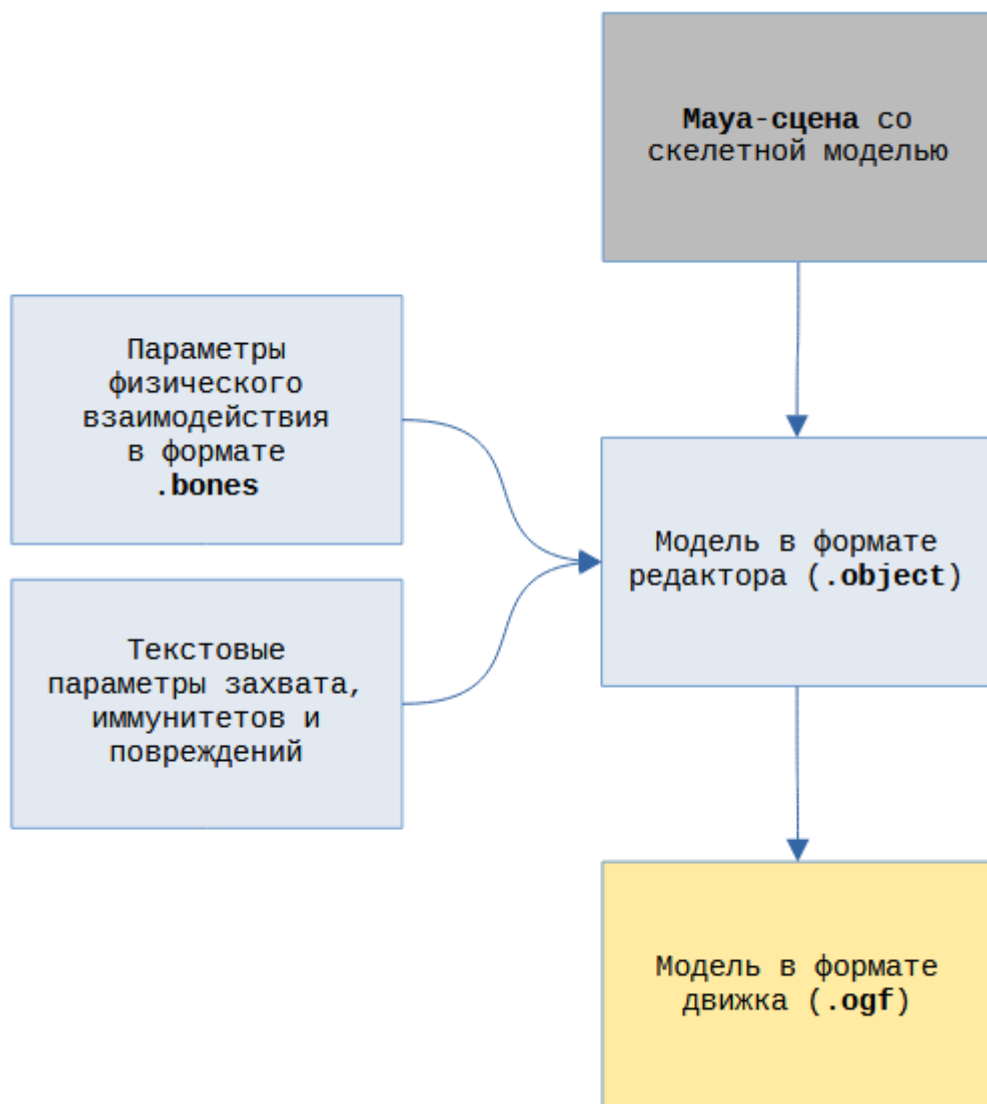 Maya-сцена со
скелетной моделью
Параметры
физического
взаимодействия
в формате
.bones
Модель в формате
редактора (.object)
Текстовые
параметры захвата,
иммунитетов и
повреждений
Модель в формате
движка (.ogf)